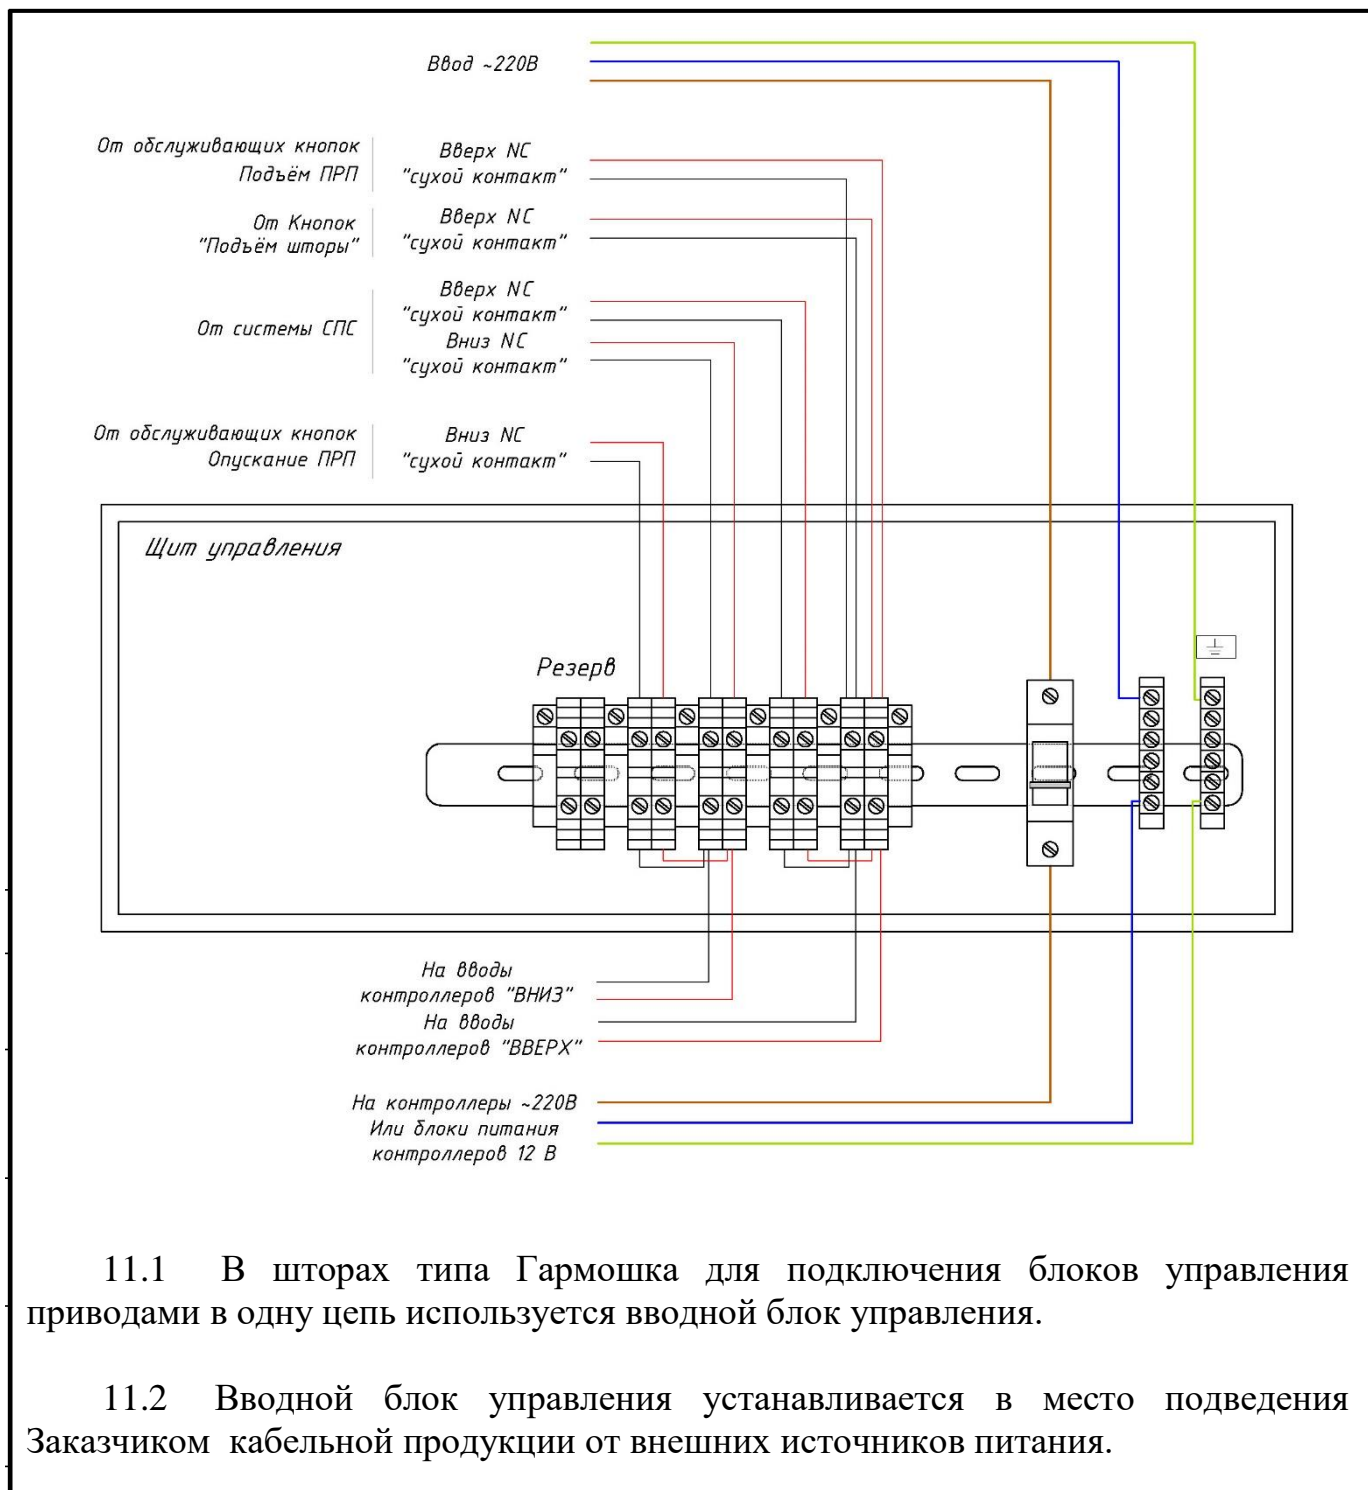 Ввод ~220В
От обслуживающих кнопок
Подъём ПРП
Вверх NC
"сухой контакт"
От Кнопок
"Подъём шторы"
Вверх NC
"сухой контакт"
От системы СПС
Вверх NC
"сухой контакт"
Вниз NC
"сухой контакт"
От обслуживающих кнопок
Опускание ПРП
Вниз NC
"сухой контакт"
Щит управления
Резерв
На вводы
контроллеров "ВНИЗ"
На вводы
контроллеров "ВВЕРХ"
На контроллеры ~220В
Или блоки питания
контроллеров 12 В
11.1 В шторах типа Гармошка для подключения блоков управления
приводами в одну цепь используется вводной блок управления.
11.2 Вводной блок управления устанавливается в место подведения
Заказчиком кабельной продукции от внешних источников питания.